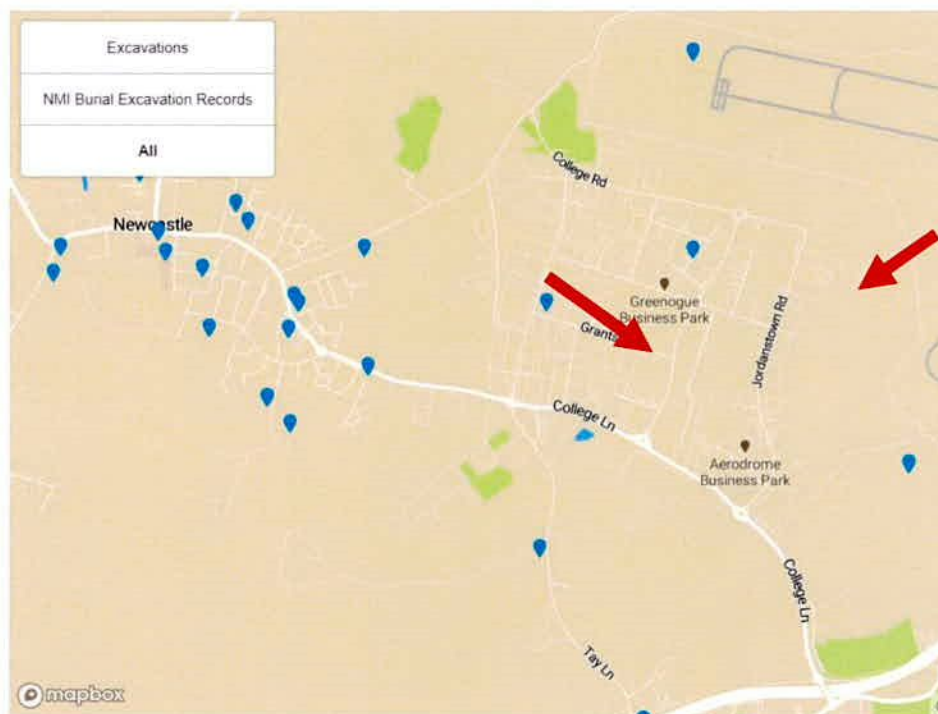 Excavations
NMI Burial Excavation Records
All
College Rd
Newcastle
Greenogue
Business Park
Jordanstown Rd
College Ln
Aerodrome
Business Park
College Ln
Tay Ln
mapbox